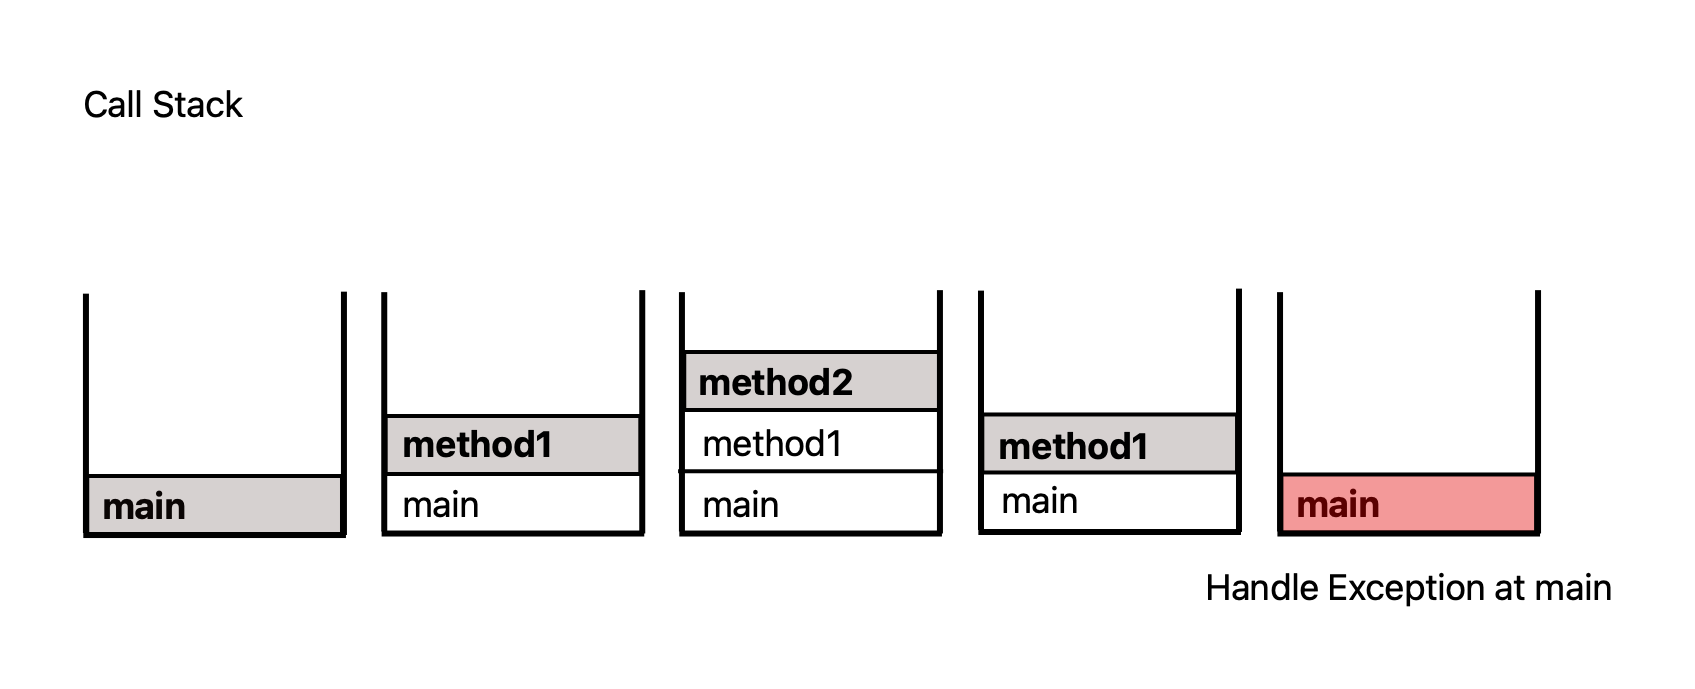 Call Stack
main
method1
main
method2
method1
main
method1
main
main
Handle Exception at main